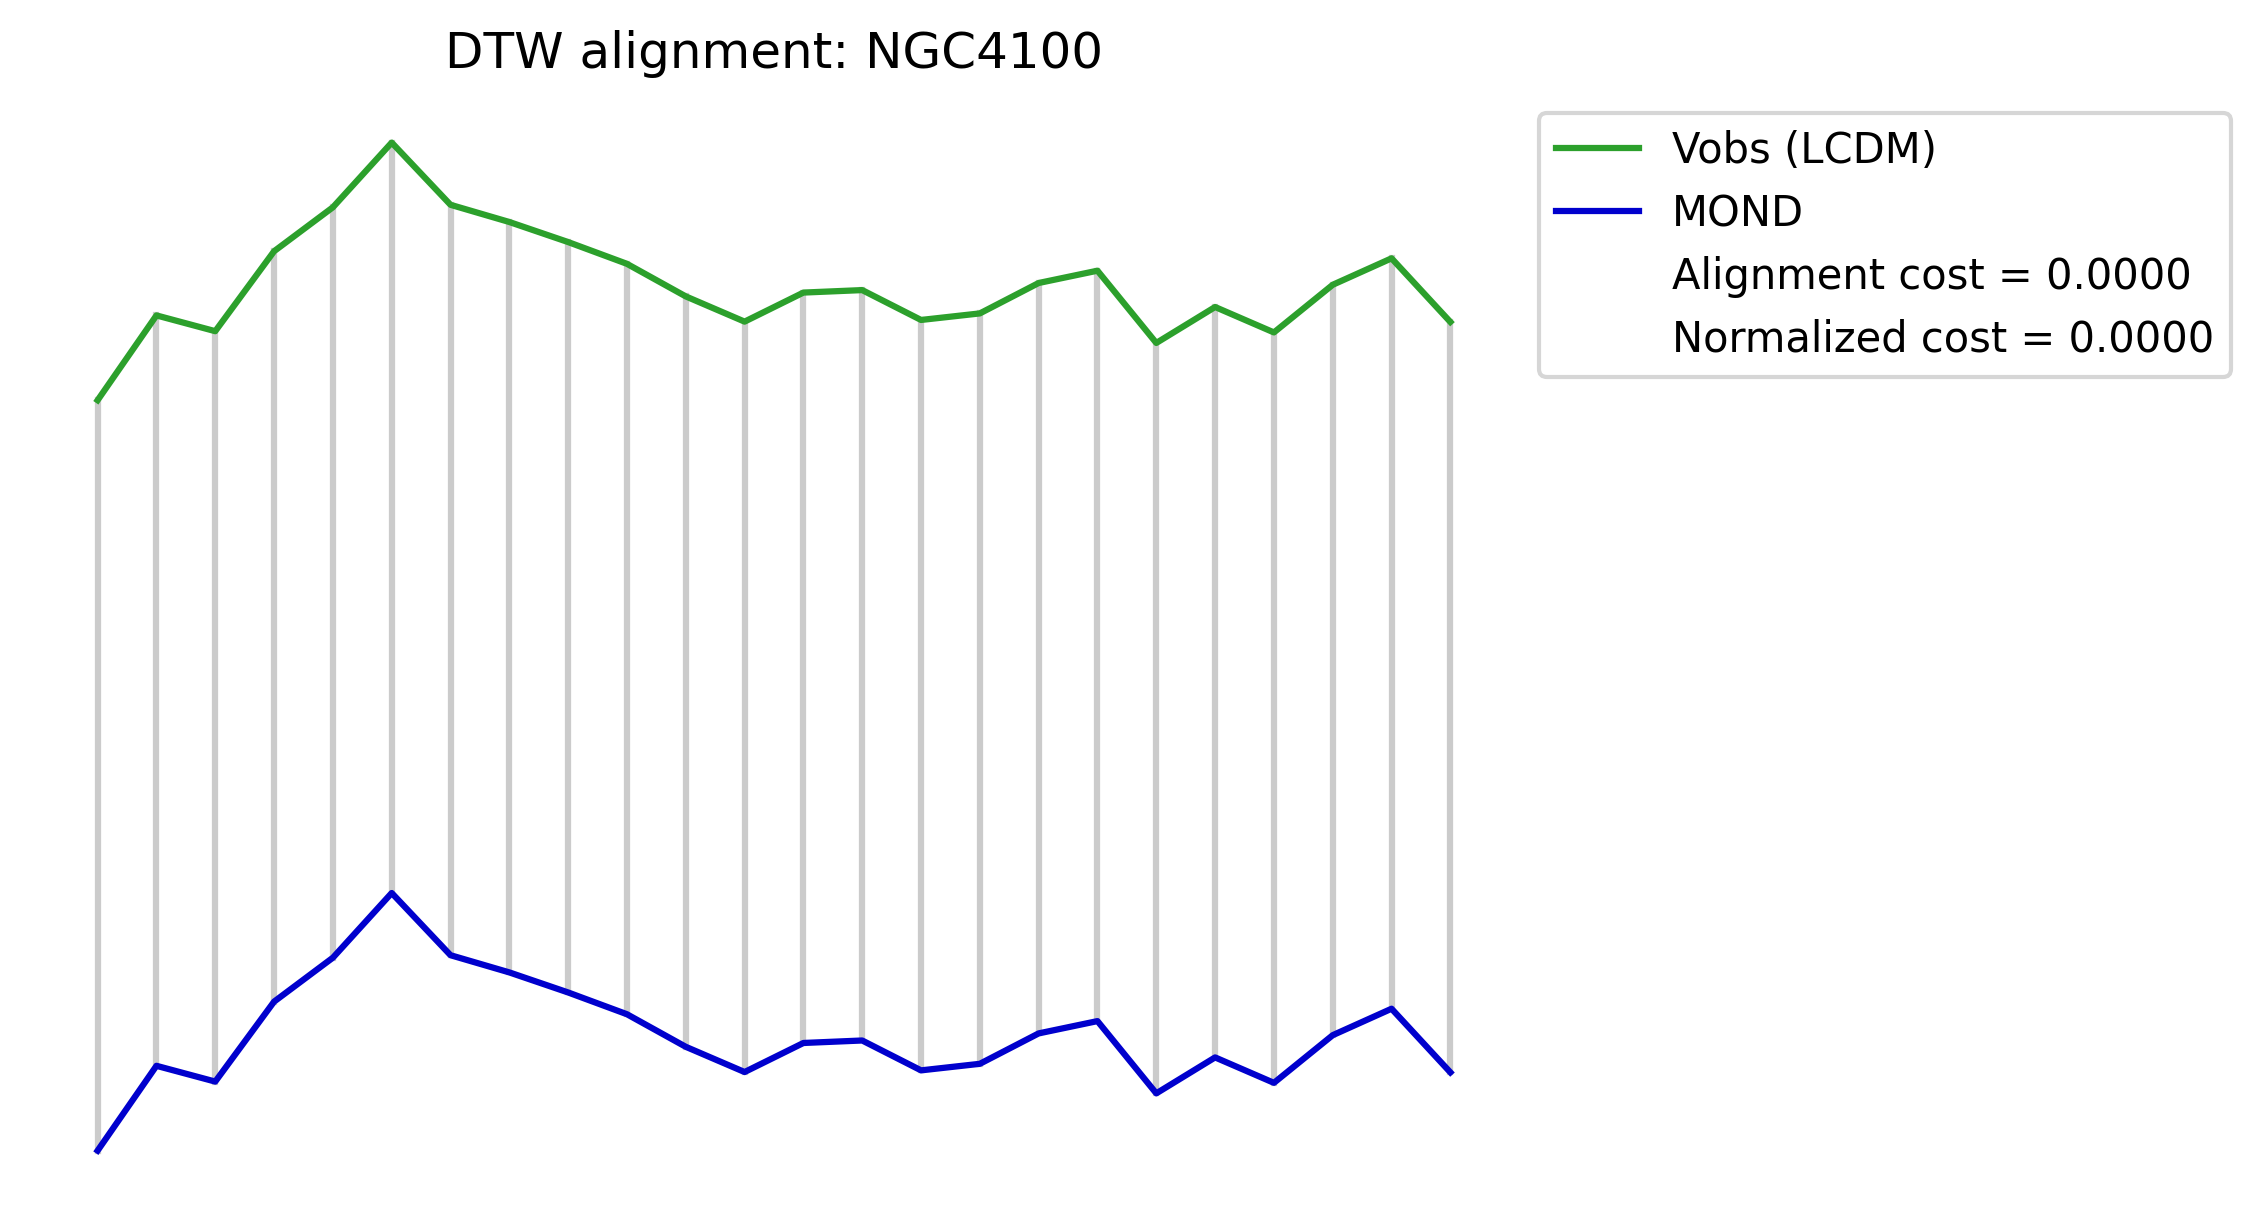 DTW alignment: NGC4100
Vobs (LCDM)
MOND
Alignment cost = 0.0000
Normalized cost = 0.0000